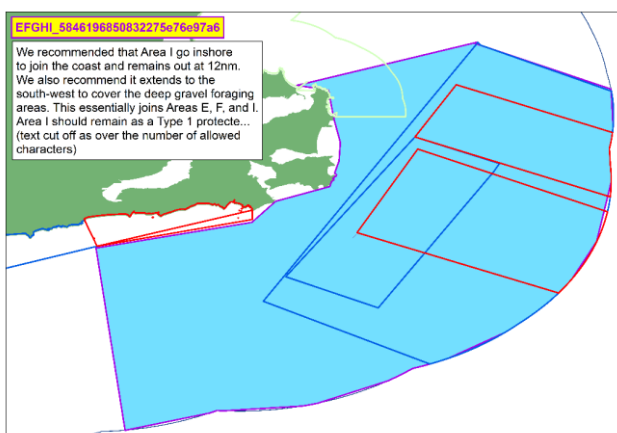 EFGHI_5846196850832275e76e97a6
We recommended that Area I go inshore
to join the coast and remains out at 12nm.
We also recommend it extends to the
south-west to cover the deep gravel foraging
areas. This essentially joins Areas E, F, and I.
Area I should remain as a Type 1 protecte...
(text cut off as over the number of allowed
characters)